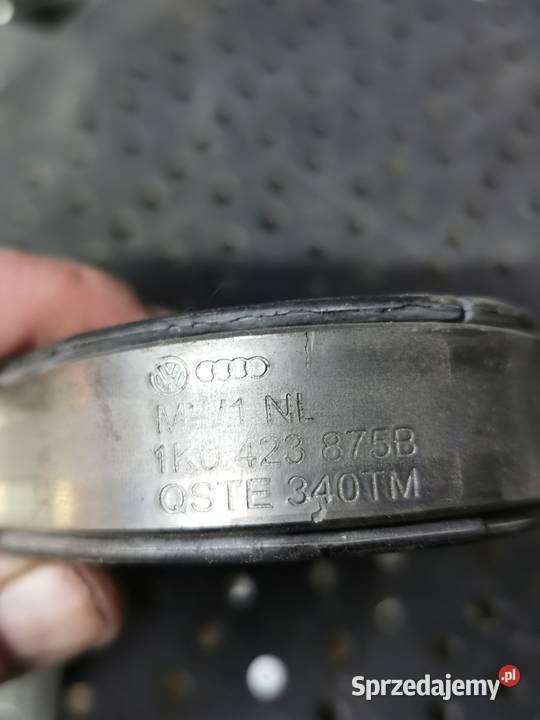 NL
1K0 423 875B
QSTE 340TM
Sprzedajemy.pl